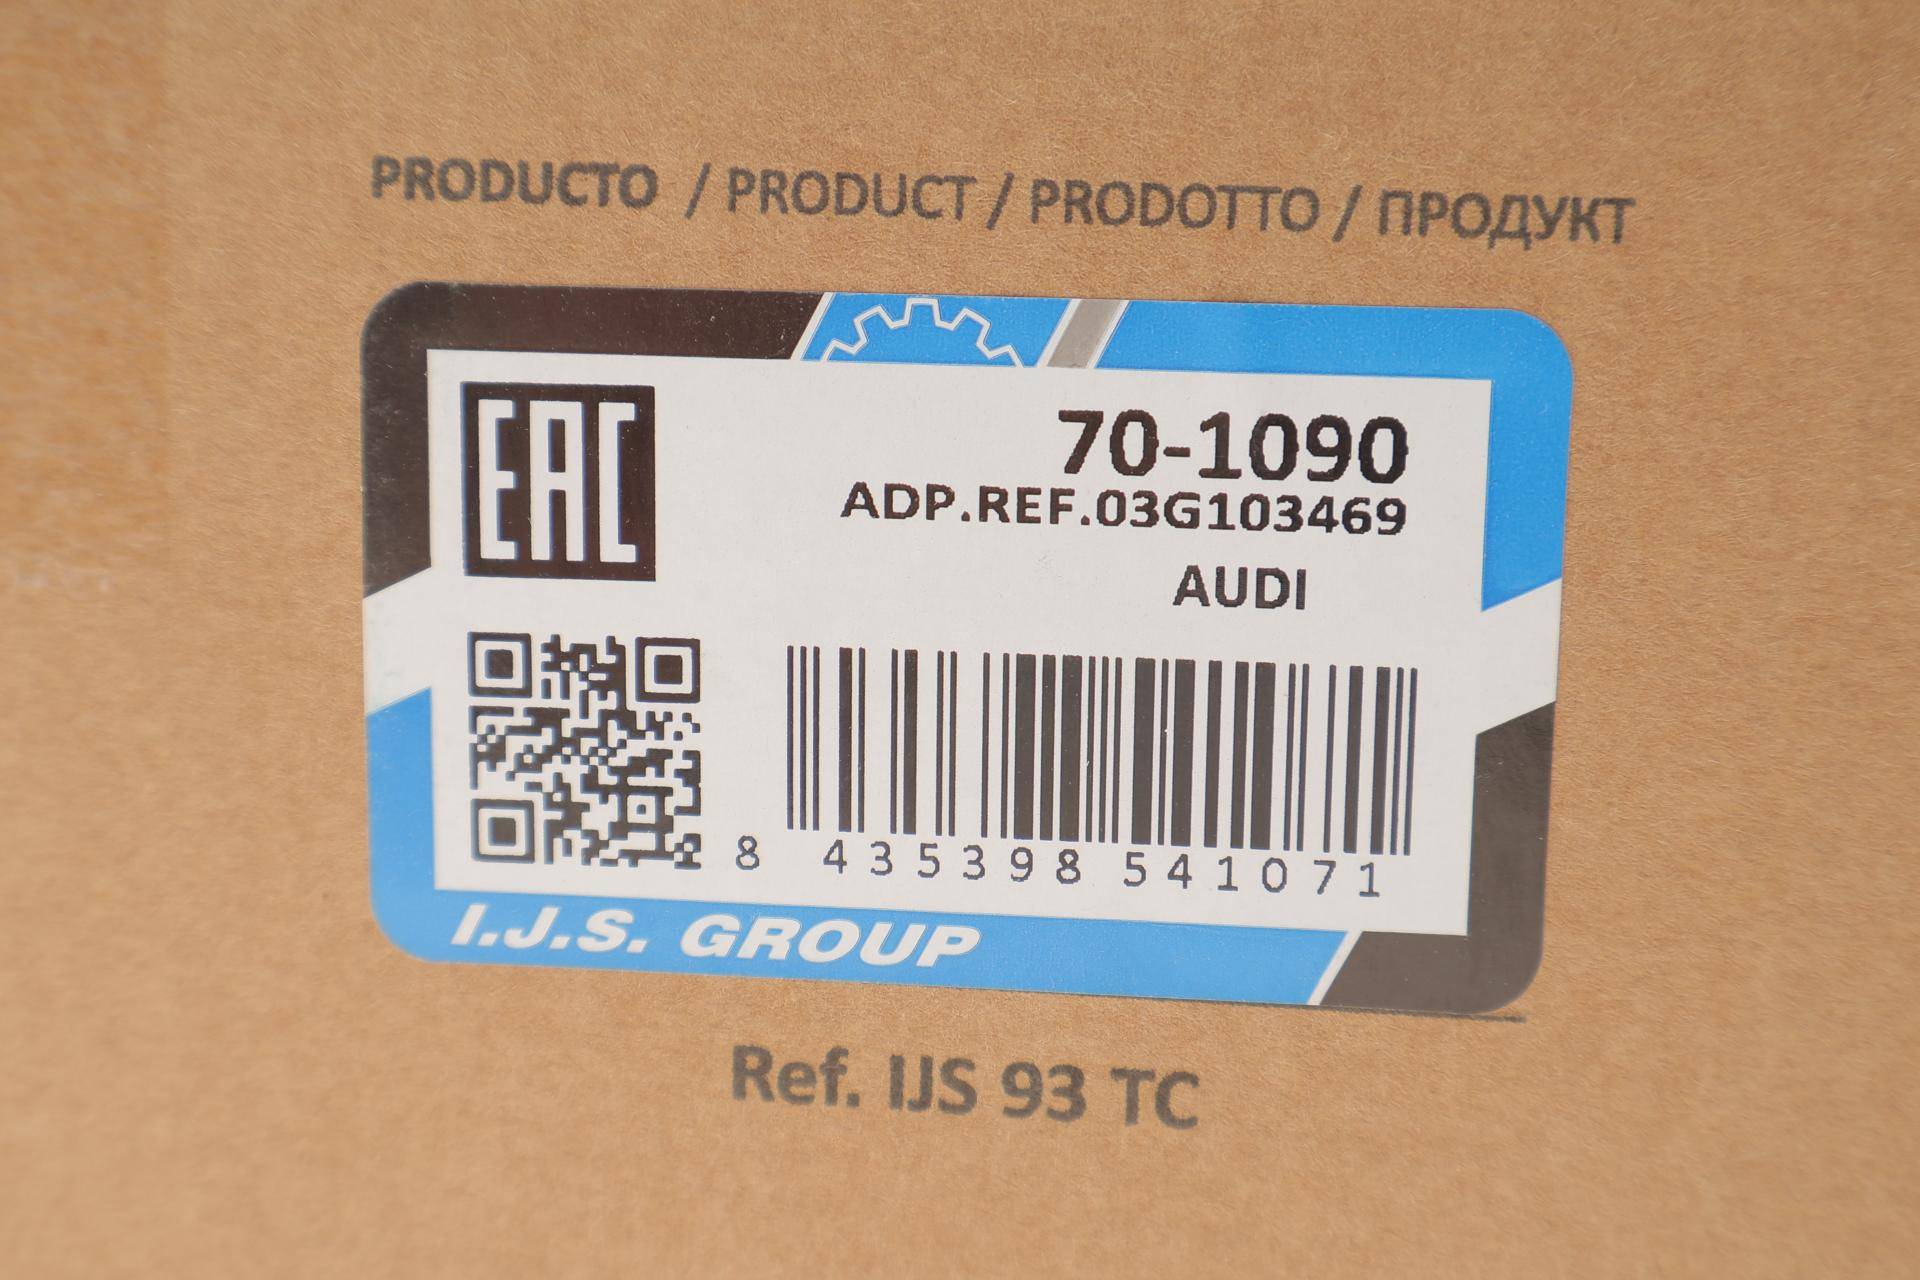 PRODUCTO / PRODUCT / PRODOTTO / ПРОДУКТ
EAC
70-1090
ADP.REF.03G103469
AUDI
8 435398 541071
I.J.S. GROUP
Ref. IJS 93 TC